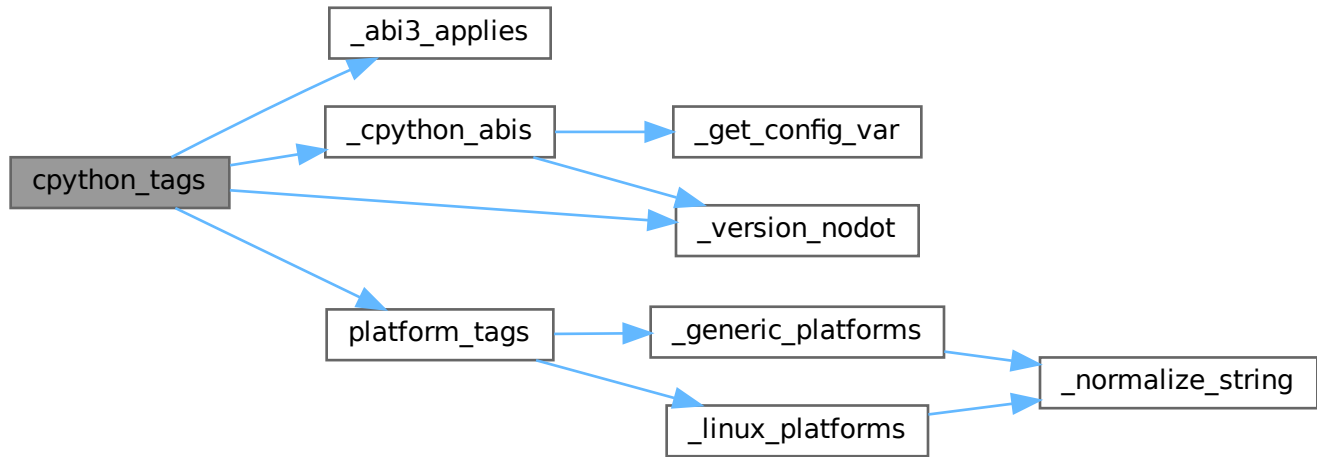 _abi3_applies
_cpython_abis
_get_config_var
cpython_tags
_version_nodot
platform_tags
_generic_platforms
_normalize_string
_linux_platforms